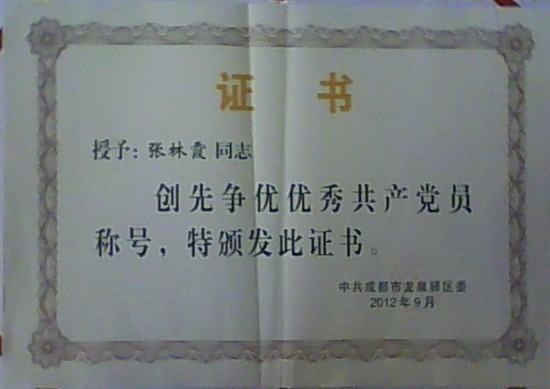 证书
授予：张林霞 同志
创先争优优秀共产党员
称号，特颁发此证书。
中共成都市龙泉驿区委
2012年9月